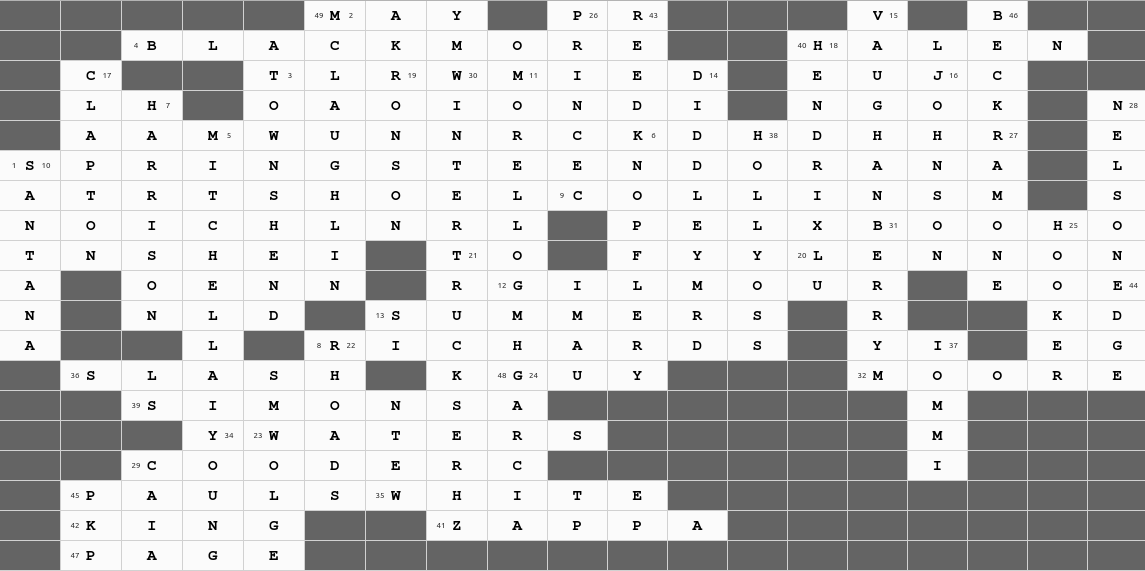 49 M 2 A Y P 26 R 43 V 15 B 46
4 B L A C K M O R E 40 H 18 A L E N
C 17 T 3 L R 19 W 30 M 11 I E D 14 E U J 16 C
L H 7 O A O I O N D I N G O K N 28
A A M 5 W U N N R C K 6 D H 38 D H H R 27 E
1 S 10 P R I N G S T E E N D O R A N A L
A T R T S H O E L 9 C O L L I N S M S
N O I C H L N R L P E L X B 31 O O H 25 O
T N S H E I T 21 O F Y Y 20 L E N N O N
A O E N N R 12 G I L M O U R E O E 44
N N L D 13 S U M M E R S R K D
A L 8 R 22 I C H A R D S Y I 37 E G
36 S L A S H K 48 G 24 U Y 32 M O O R E
39 S I M O N S A M
Y 34 23 W A T E R S M
29 C O O D E R C I
45 P A U L S 35 W H I T E
42 K I N G 41 Z A P P A
47 P A G E